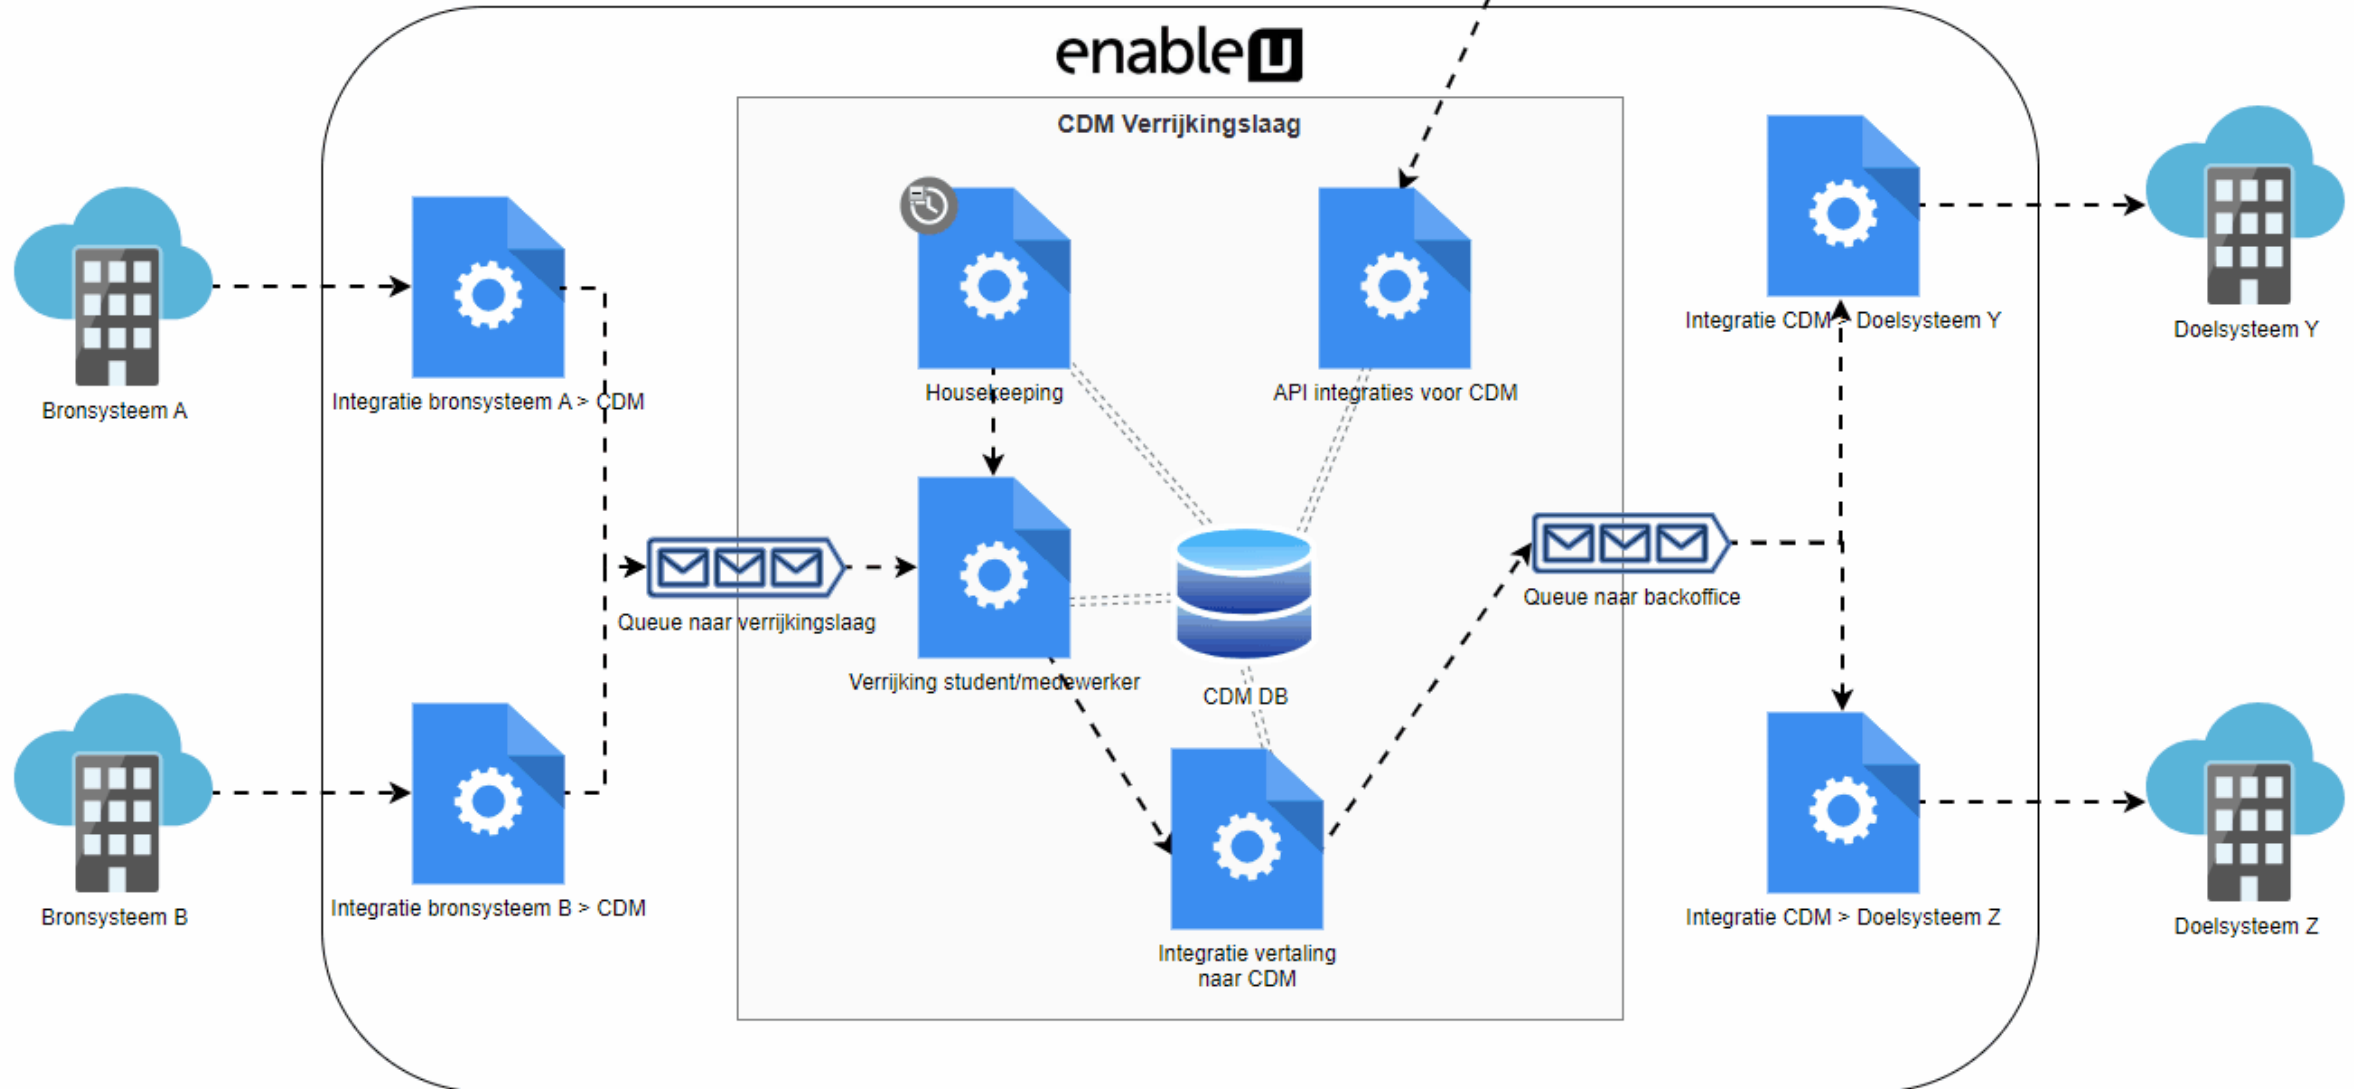 enableU
CDM Verrijkingslaag
Bronsysteem A
Integratie bronsysteem A > CDM
Housekeeping
API integraties voor CDM
Integratie CDM > Doelsysteem Y
Doelsysteem Y
Queue naar verrijkingslaag
Verrijking student/medewerker
CDM DB
Queue naar backoffice
Bronsysteem B
Integratie bronsysteem B > CDM
Integratie vertaling
naar CDM
Integratie CDM > Doelsysteem Z
Doelsysteem Z